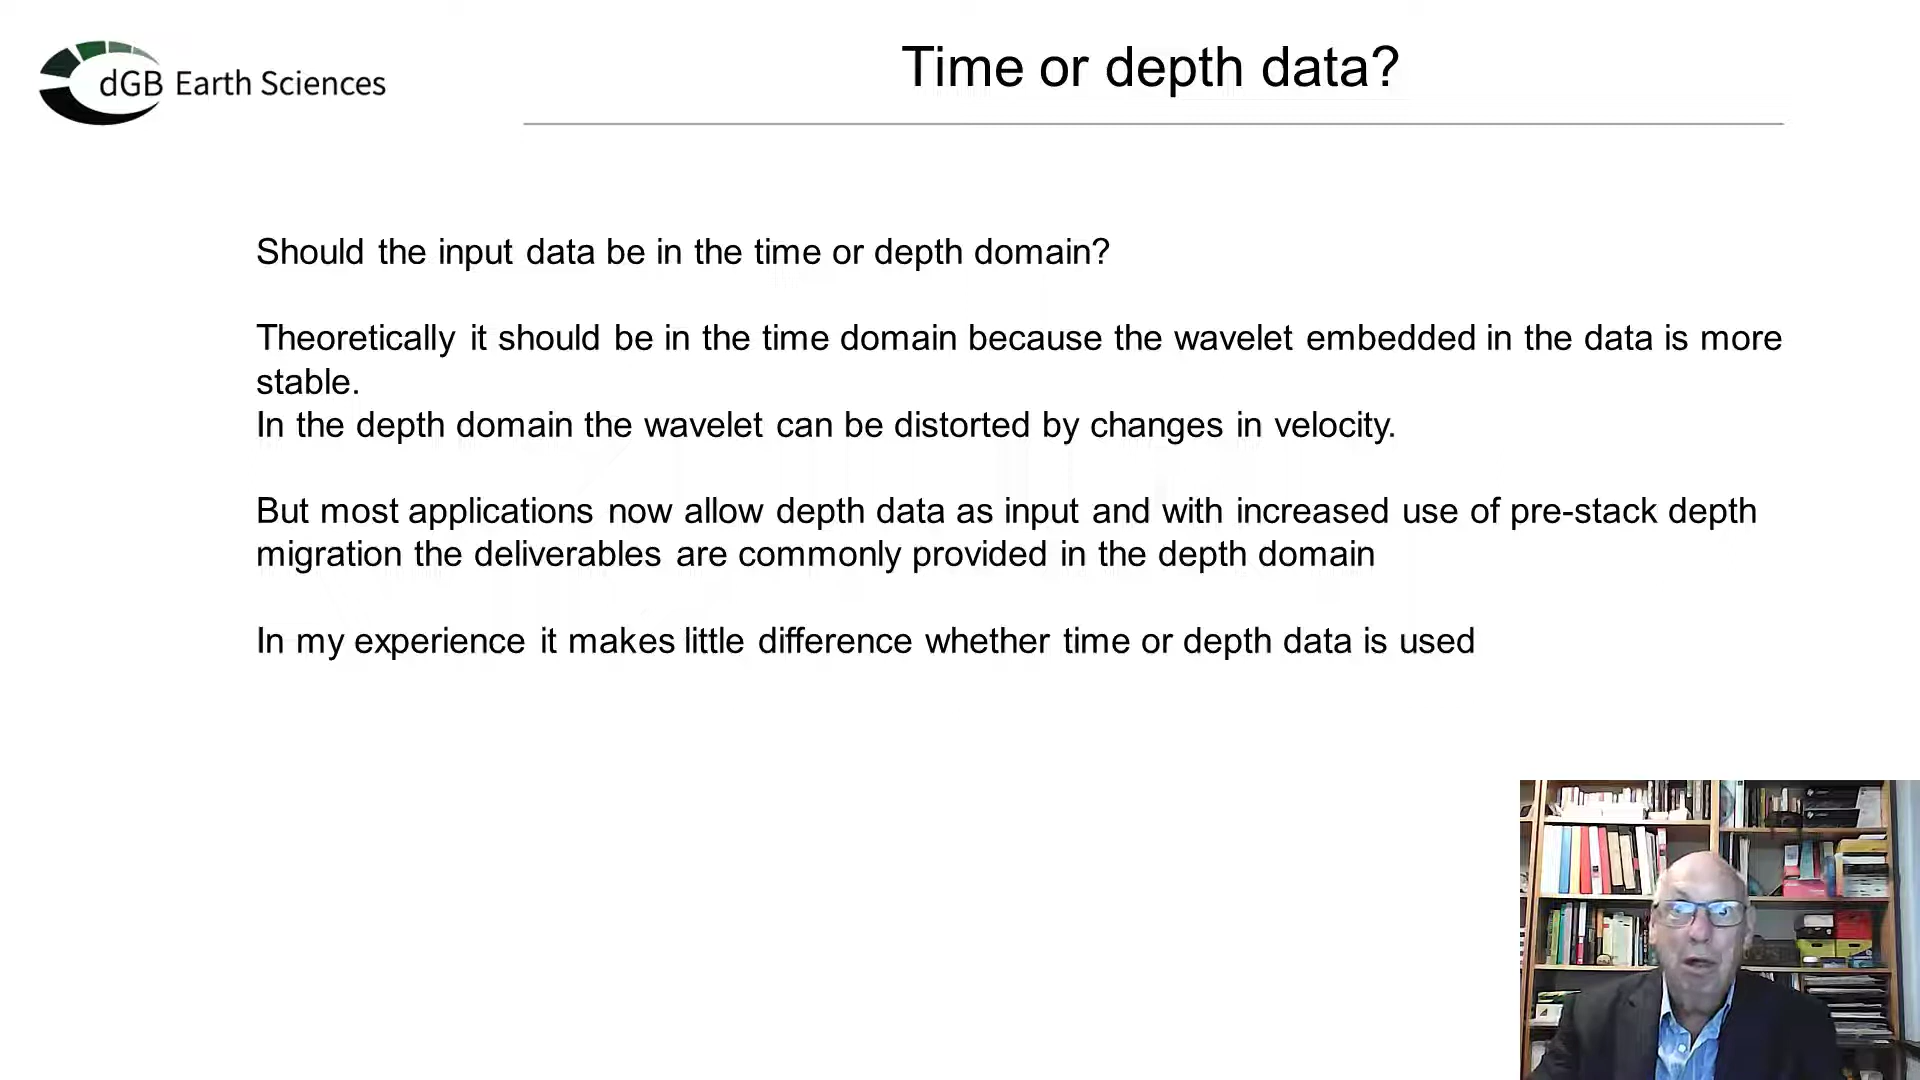 dGB Earth Sciences
Time or depth data?
Should the input data be in the time or depth domain?
Theoretically it should be in the time domain because the wavelet embedded in the data is more
stable.
In the depth domain the wavelet can be distorted by changes in velocity.
But most applications now allow depth data as input and with increased use of pre-stack depth
migration the deliverables are commonly provided in the depth domain
In my experience it makes little difference whether time or depth data is used